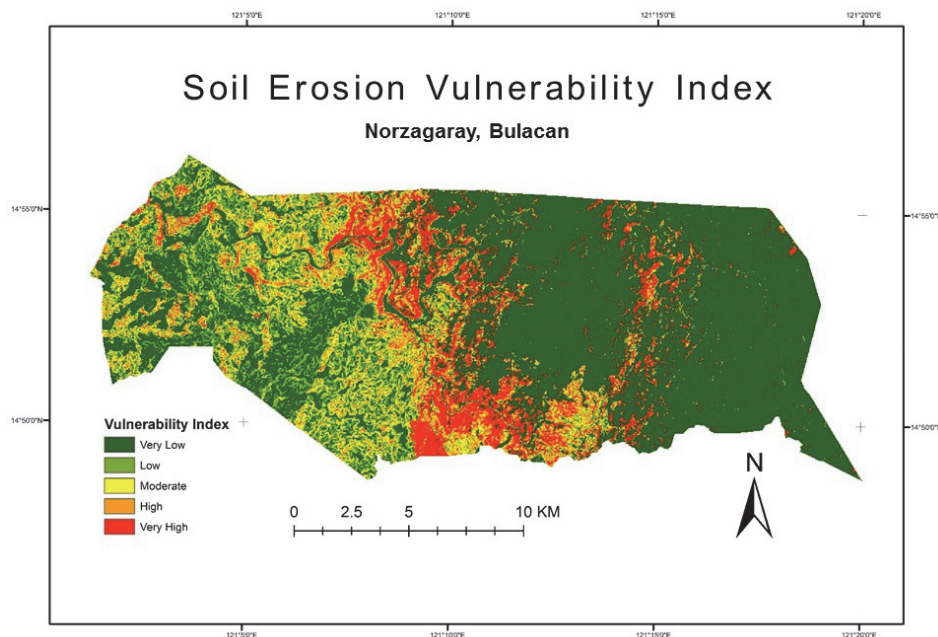 121°5'0"E 121°10'0"E 121°15'0"E 121°20'0"E
Soil Erosion Vulnerability Index
Norzagaray, Bulacan
14°55'0"N 14°55'0"N
14°50'0"N 14°50'0"N
Vulnerability Index
Very Low
Low
Moderate
High
Very High
N
0 2.5 5 10 KM
121°5'0"E 121°10'0"E 121°15'0"E 121°20'0"E